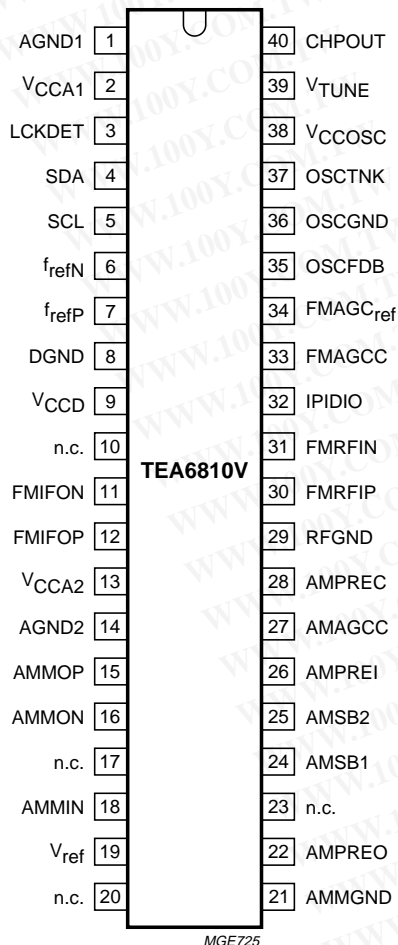 AGND1 1 40 CHPOUT
VCCA1 2 39 VTUNE
LCKDET 3 38 VCCOSC
SDA 4 37 OSCTNK
SCL 5 36 OSCGND
frefN 6 35 OSCFDB
frefP 7 34 FMAGCref
DGND 8 33 FMAGCC
VCCD 9 32 IPIDIO
n.c. 10 31 FMRFIN
TEA6810V
FMIFON 11 30 FMRFIP
FMIFOP 12 29 RFGND
VCCA2 13 28 AMPREC
AGND2 14 27 AMAGCC
AMMOP 15 26 AMPREI
AMMON 16 25 AMSB2
n.c. 17 24 AMSB1
AMMIN 18 23 n.c.
Vref 19 22 AMPREO
n.c. 20 21 AMMGND
MGE725
WWW.100Y.COM.TW